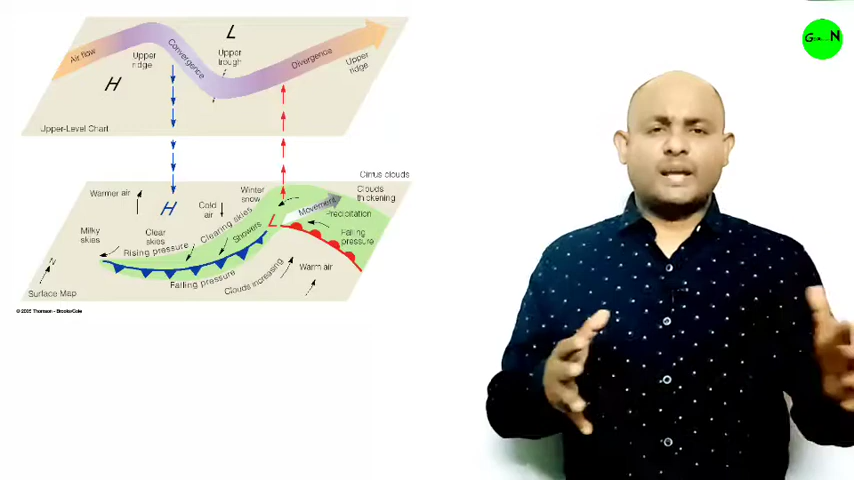 L
Air flow
Upper
ridge
Convergence
Upper
trough
Divergence
Upper
ridge
H
Upper-Level Chart
Cirrus clouds
Warmer air
H
Cold
air
Winter
snow
Clouds
thickening
Movement
Precipitation
Milky
skies
Clear
skies
Clearing skies
Showers
L
Falling
pressure
Rising pressure
N
Falling pressure
Clouds increasing
Warm air
Surface Map
© 2005 Thomson - Brooks/Cole